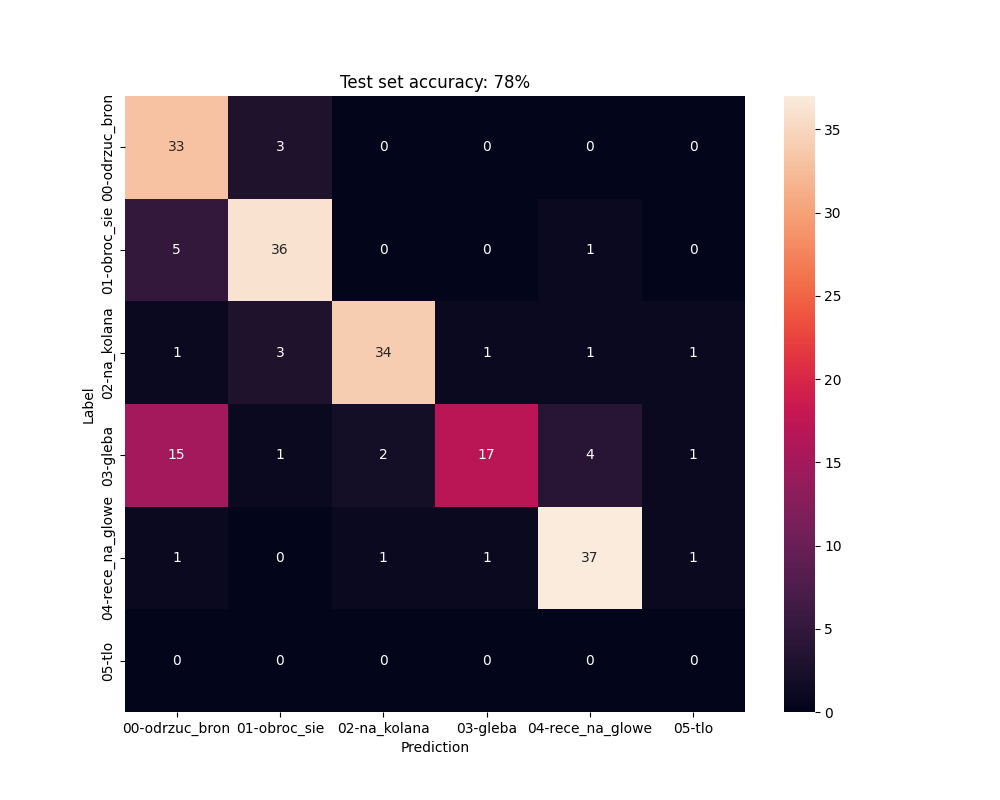 Test set accuracy: 78%
00-odrzuc_bron 33 3 0 0 0 0
01-obroc_sie 5 36 0 0 1 0
02-na_kolana 1 3 34 1 1 1
03-gleba 15 1 2 17 4 1
04-rece_na_glowe 1 0 1 1 37 1
05-tlo 0 0 0 0 0 0
Label
00-odrzuc_bron 01-obroc_sie 02-na_kolana 03-gleba 04-rece_na_glowe 05-tlo
Prediction
35
30
25
20
15
10
5
0